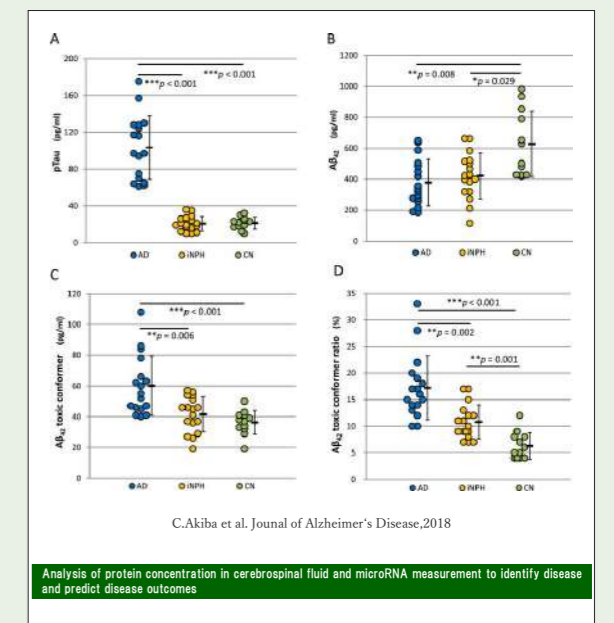 A
200
160
120
80
40
0
pTau (pg/ml)
***p < 0.001
***p < 0.001
AD iNPH CN
B
1200
1000
800
600
400
200
0
Aβ42 (pg/ml)
**p = 0.008
*p = 0.029
AD iNPH CN
C
120
100
80
60
40
20
0
Aβ42 toxic conformer (pg/ml)
***p < 0.001
**p = 0.006
AD iNPH CN
D
35
30
25
20
15
10
5
0
Aβ42 toxic conformer ratio (%)
***p < 0.001
**p = 0.002
**p = 0.001
AD iNPH CN
C.Akiba et al. Jounal of Alzheimer's Disease,2018
Analysis of protein concentration in cerebrospinal fluid and microRNA measurement to identify disease
and predict disease outcomes